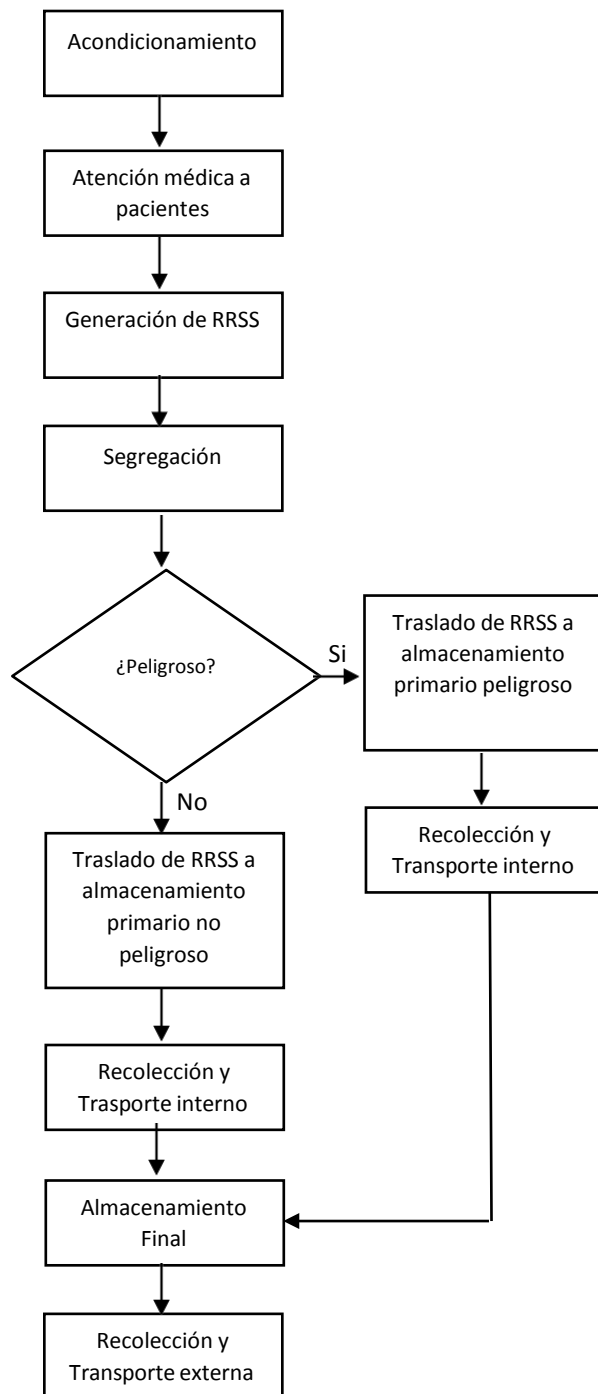 Acondicionamiento
Atención médica a
pacientes
Generación de RRSS
Segregación
¿Peligroso?
Si
Traslado de RRSS a
almacenamiento
primario peligroso
No
Recolección y
Transporte interno
Traslado de RRSS a
almacenamiento
primario no
peligroso
Recolección y
Trasporte interno
Almacenamiento
Final
Recolección y
Transporte externa